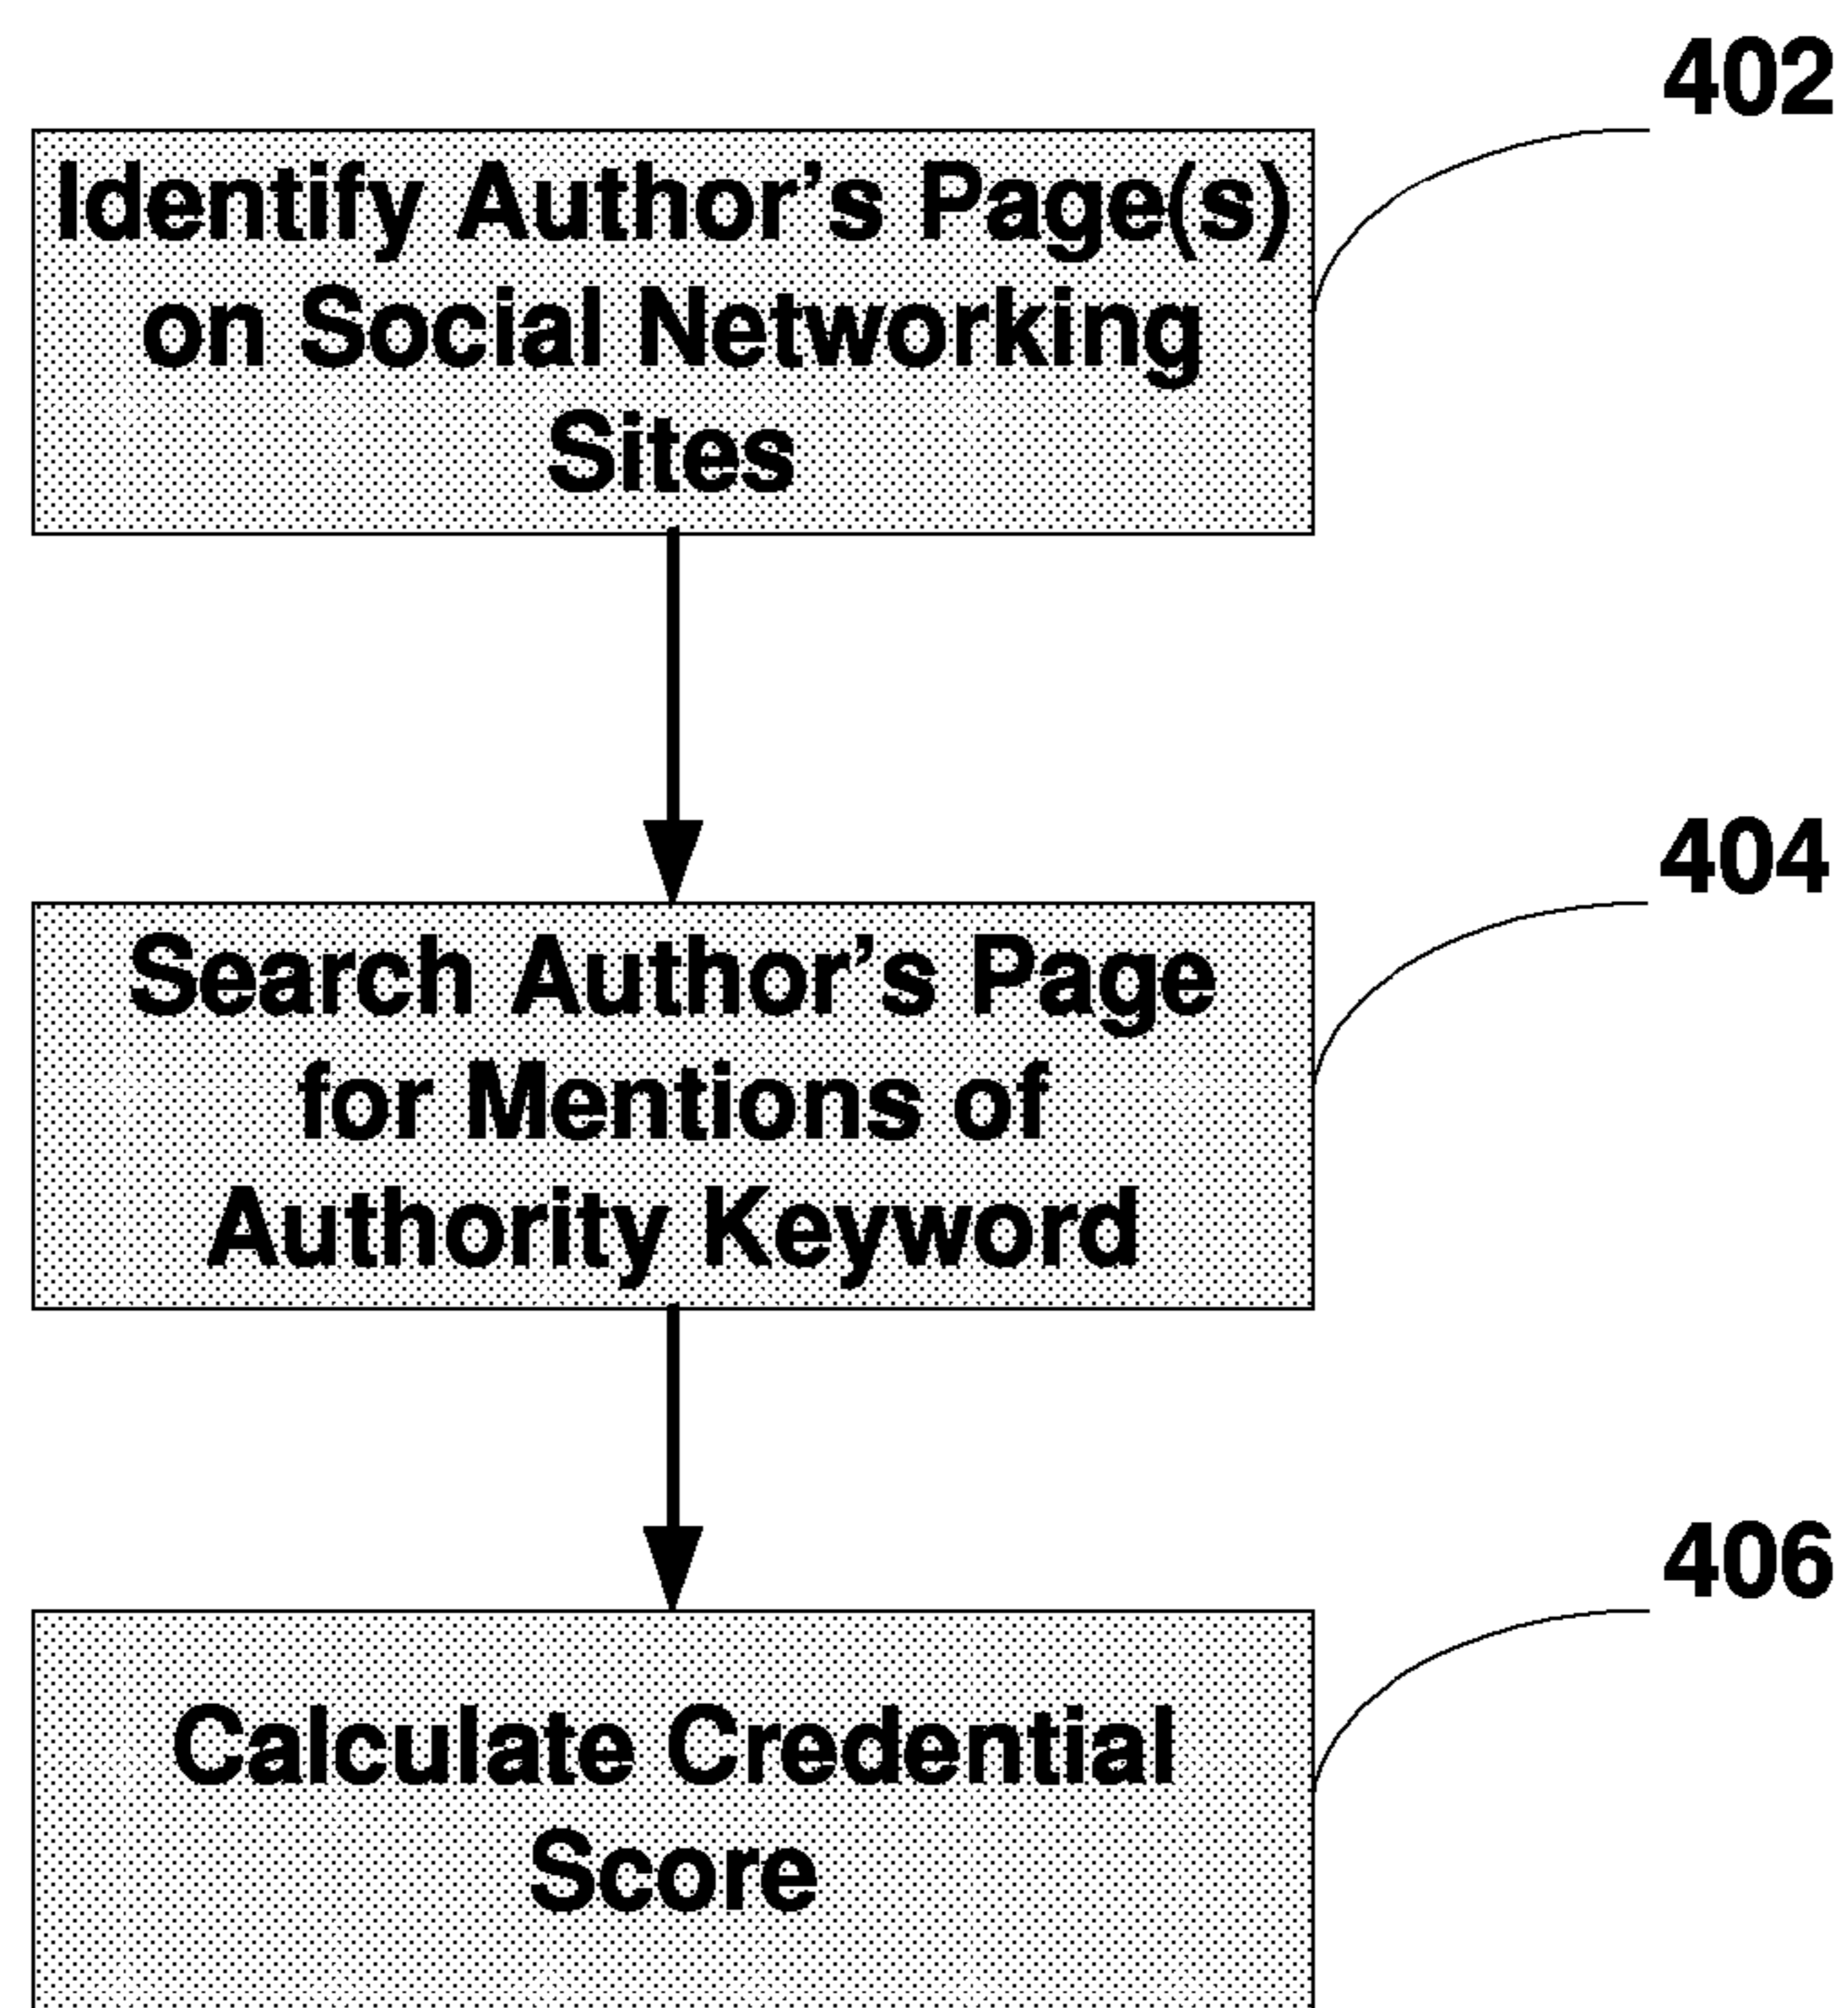 402
Identify Author's Page(s)
on Social Networking
Sites
404
Search Author's Page
for Mentions of
Authority Keyword
406
Calculate Credential
Score